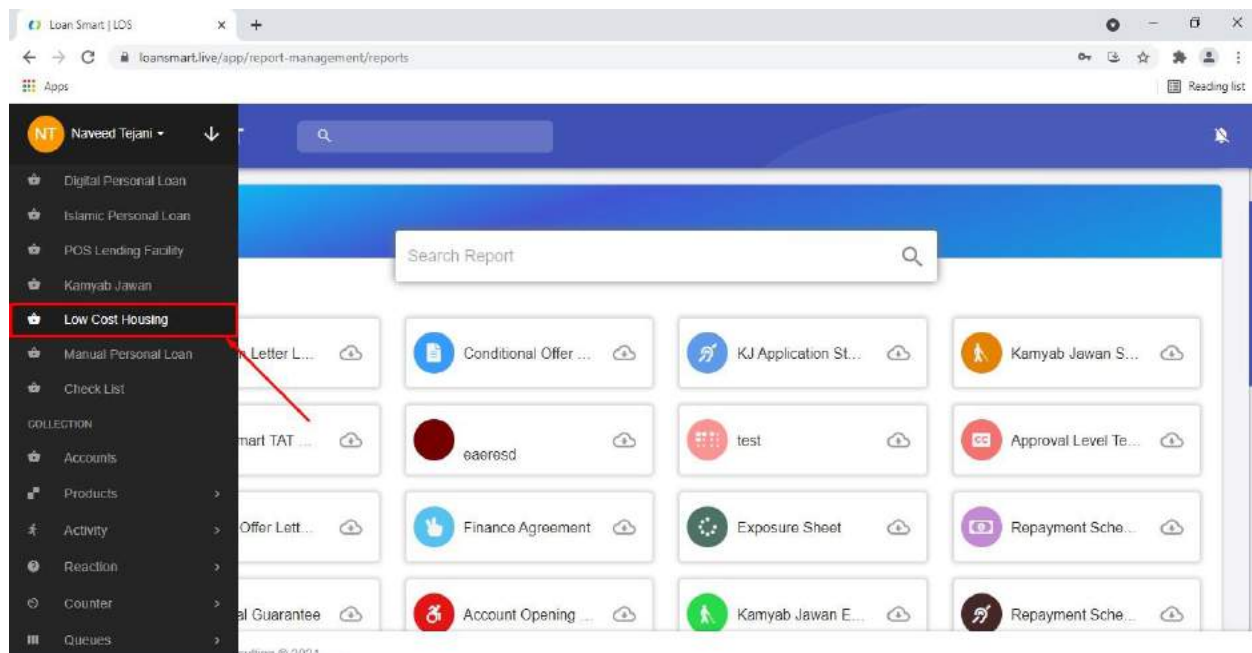 Loan Smart | LOS
loansmart.live/app/report-management/reports
Apps
Reading list
NT Naveed Tejani
Digital Personal Loan
Islamic Personal Loan
POS Lending Facility
Kamyab Jawan
Low Cost Housing
Manual Personal Loan
Check List
COLLECTION
Accounts
Products
Activity
Reaction
Counter
Queues
Search Report
Letter L...
Conditional Offer ...
KJ Application St...
Kamyab Jawan S...
mart TAT ...
eaeresd
test
CC Approval Level Te...
Offer Lett...
Finance Agreement
Exposure Sheet
Repayment Sche...
al Guarantee
Account Opening ...
Kamyab Jawan E...
Repayment Sche...